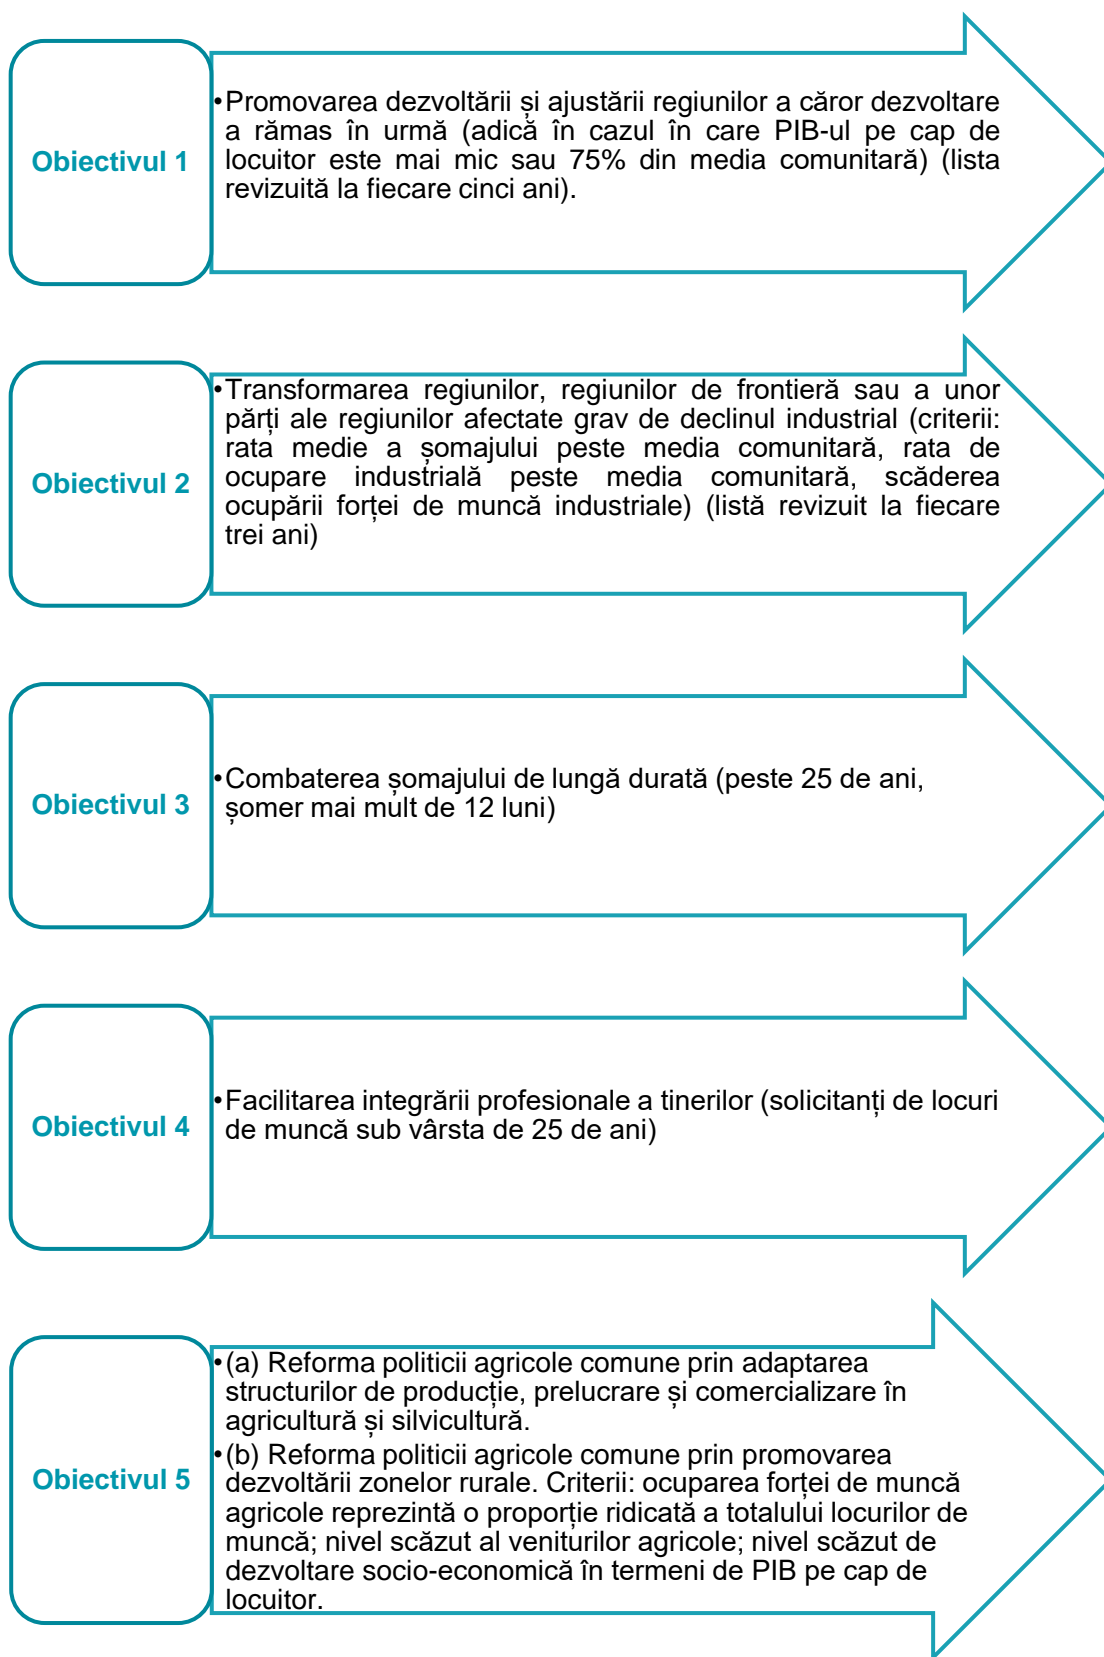 Obiectivul 1
•Promovarea dezvoltării și ajustării regiunilor a căror dezvoltare
a rămas în urmă (adică în cazul în care PIB-ul pe cap de
locuitor este mai mic sau 75% din media comunitară) (lista
revizuită la fiecare cinci ani).
Obiectivul 2
•Transformarea regiunilor, regiunilor de frontieră sau a unor
părți ale regiunilor afectate grav de declinul industrial (criterii:
rata medie a șomajului peste media comunitară, rata de
ocupare industrială peste media comunitară, scăderea
ocupării forței de muncă industriale) (listă revizuit la fiecare
trei ani)
Obiectivul 3
•Combaterea șomajului de lungă durată (peste 25 de ani,
șomer mai mult de 12 luni)
Obiectivul 4
•Facilitarea integrării profesionale a tinerilor (solicitanți de locuri
de muncă sub vârsta de 25 de ani)
Obiectivul 5
•(a) Reforma politicii agricole comune prin adaptarea
structurilor de producție, prelucrare și comercializare în
agricultură și silvicultură.
•(b) Reforma politicii agricole comune prin promovarea
dezvoltării zonelor rurale. Criterii: ocuparea forței de muncă
agricole reprezintă o proporție ridicată a totalului locurilor de
muncă; nivel scăzut al veniturilor agricole; nivel scăzut de
dezvoltare socio-economică în termeni de PIB pe cap de
locuitor.